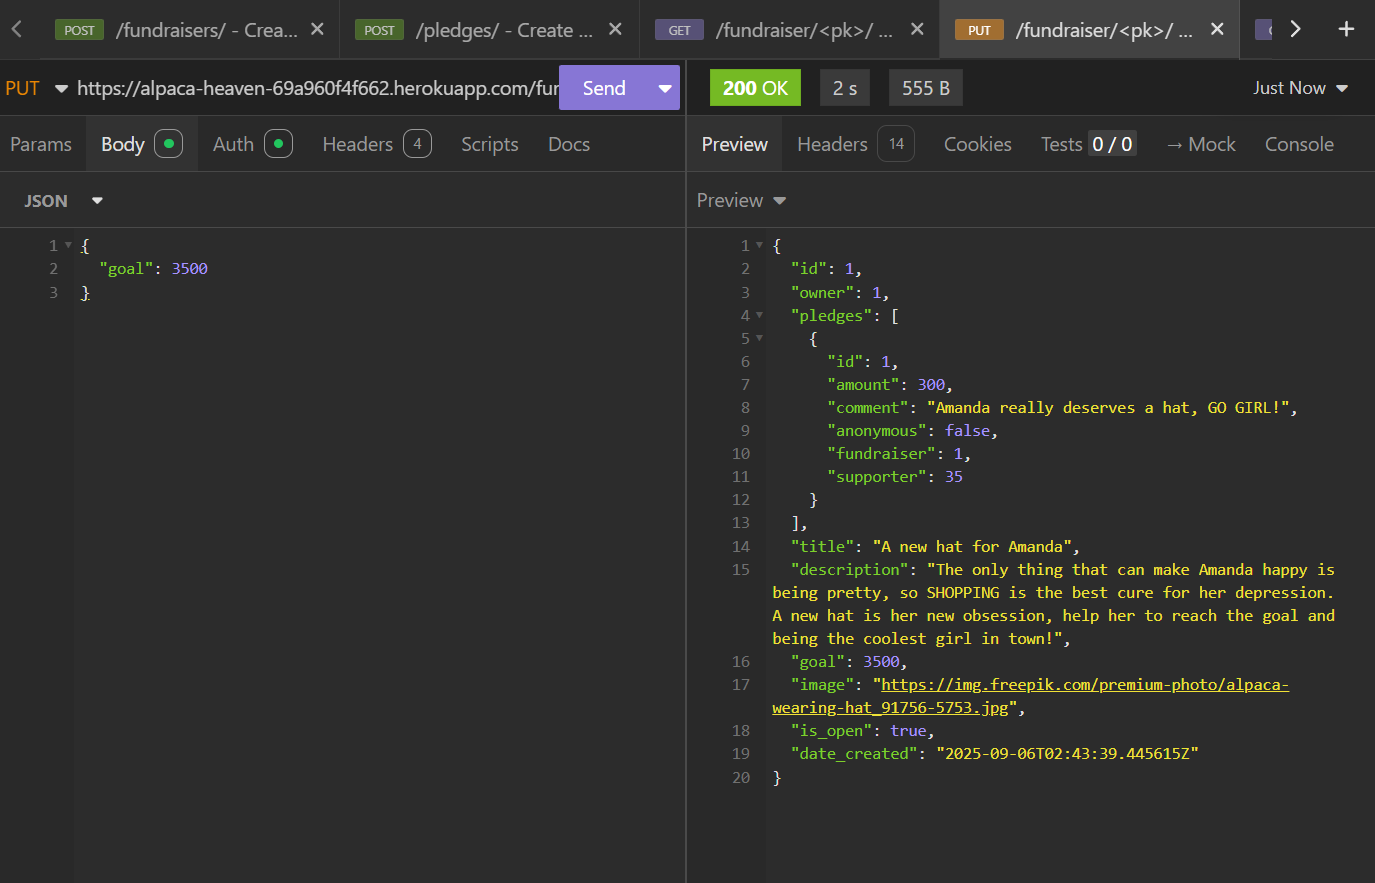 POST /fundraisers/ - Crea... POST /pledges/ - Create ... GET /fundraiser/<pk>/ ... PUT /fundraiser/<pk>/ ...
PUT https://alpaca-heaven-69a960f4f662.herokuapp.com/fur Send 200 OK 2 s 555 B Just Now
Params Body Auth Headers 4 Scripts Docs Preview Headers 14 Cookies Tests 0 / 0 → Mock Console
JSON Preview
1 {
2 "goal": 3500
3 }
1 {
2 "id": 1,
3 "owner": 1,
4 "pledges": [
5 {
6 "id": 1,
7 "amount": 300,
8 "comment": "Amanda really deserves a hat, GO GIRL!",
9 "anonymous": false,
10 "fundraiser": 1,
11 "supporter": 35
12 }
13 ],
14 "title": "A new hat for Amanda",
15 "description": "The only thing that can make Amanda happy is
being pretty, so SHOPPING is the best cure for her depression.
A new hat is her new obsession, help her to reach the goal and
being the coolest girl in town!",
16 "goal": 3500,
17 "image": "https://img.freepik.com/premium-photo/alpaca-
wearing-hat_91756-5753.jpg",
18 "is_open": true,
19 "date_created": "2025-09-06T02:43:39.445615Z"
20 }